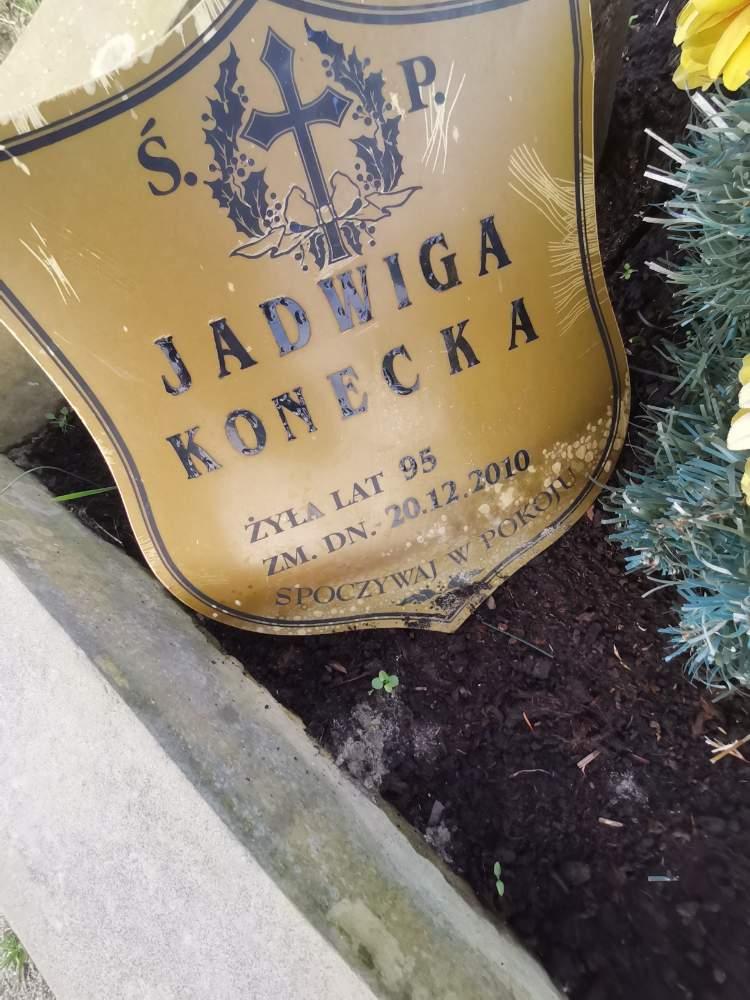 Ś. P.
JADWIGA
KONECKA
ŻYŁA LAT 95
ZM. DN. 20.12.2010
SPOCZYWAJ W POKOJU